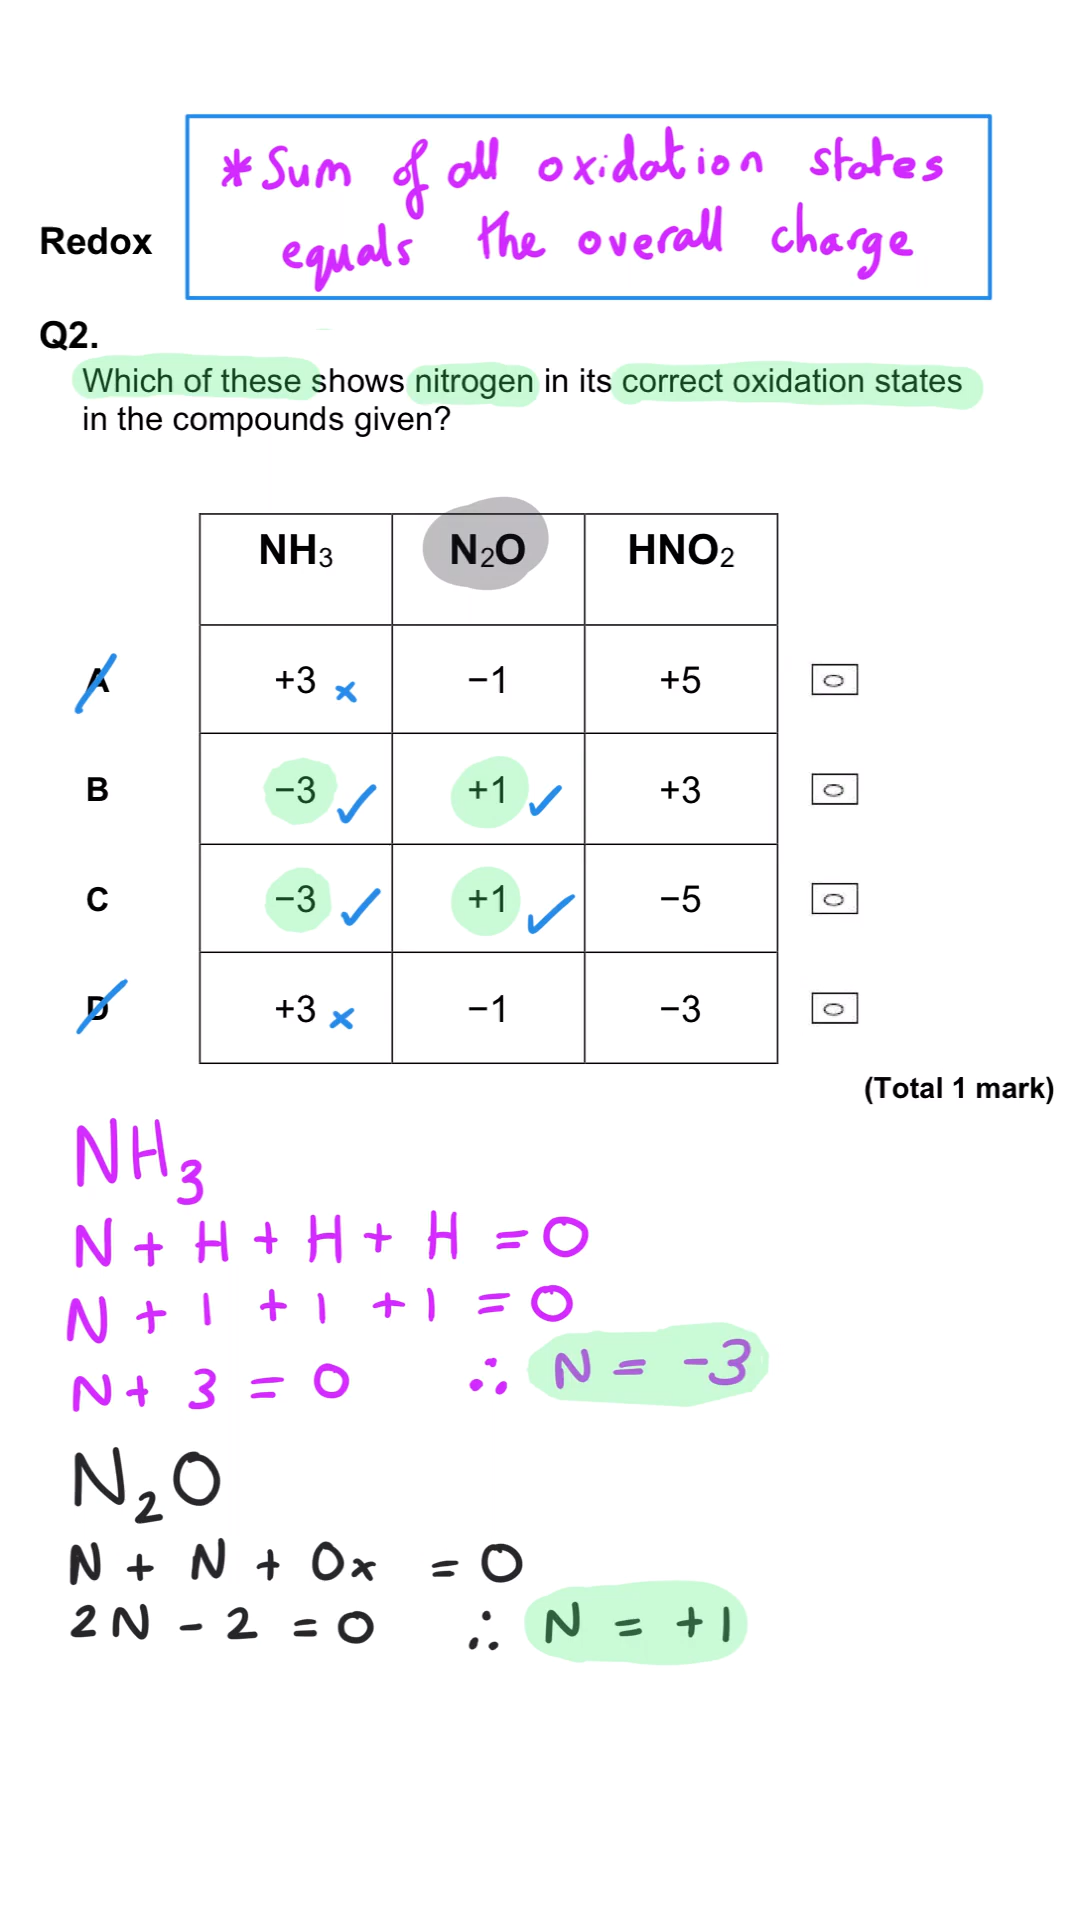 *Sum of all oxidation states
equals the overall charge
Redox
Q2.
Which of these shows nitrogen in its correct oxidation states
in the compounds given?
NH3 N2O HNO2
A +3 x −1 +5
B −3 ✓ +1 ✓ +3
C −3 ✓ +1 ✓ −5
D +3 x −1 −3
(Total 1 mark)
NH3
N + H + H + H = 0
N + 1 + 1 + 1 = 0
N + 3 = 0 ∴ N = -3
N2O
N + N + Ox = 0
2N - 2 = 0 ∴ N = +1